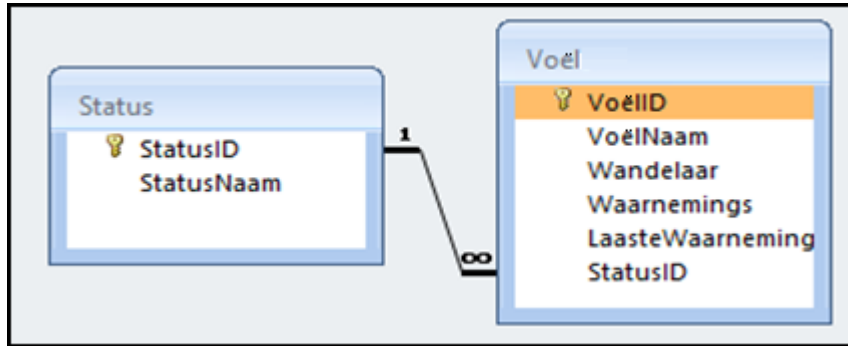 Status
StatusID
StatusNaam
1
∞
Voël
VoëlID
VoëlNaam
Wandelaar
Waarnemings
LaasteWaarneming
StatusID